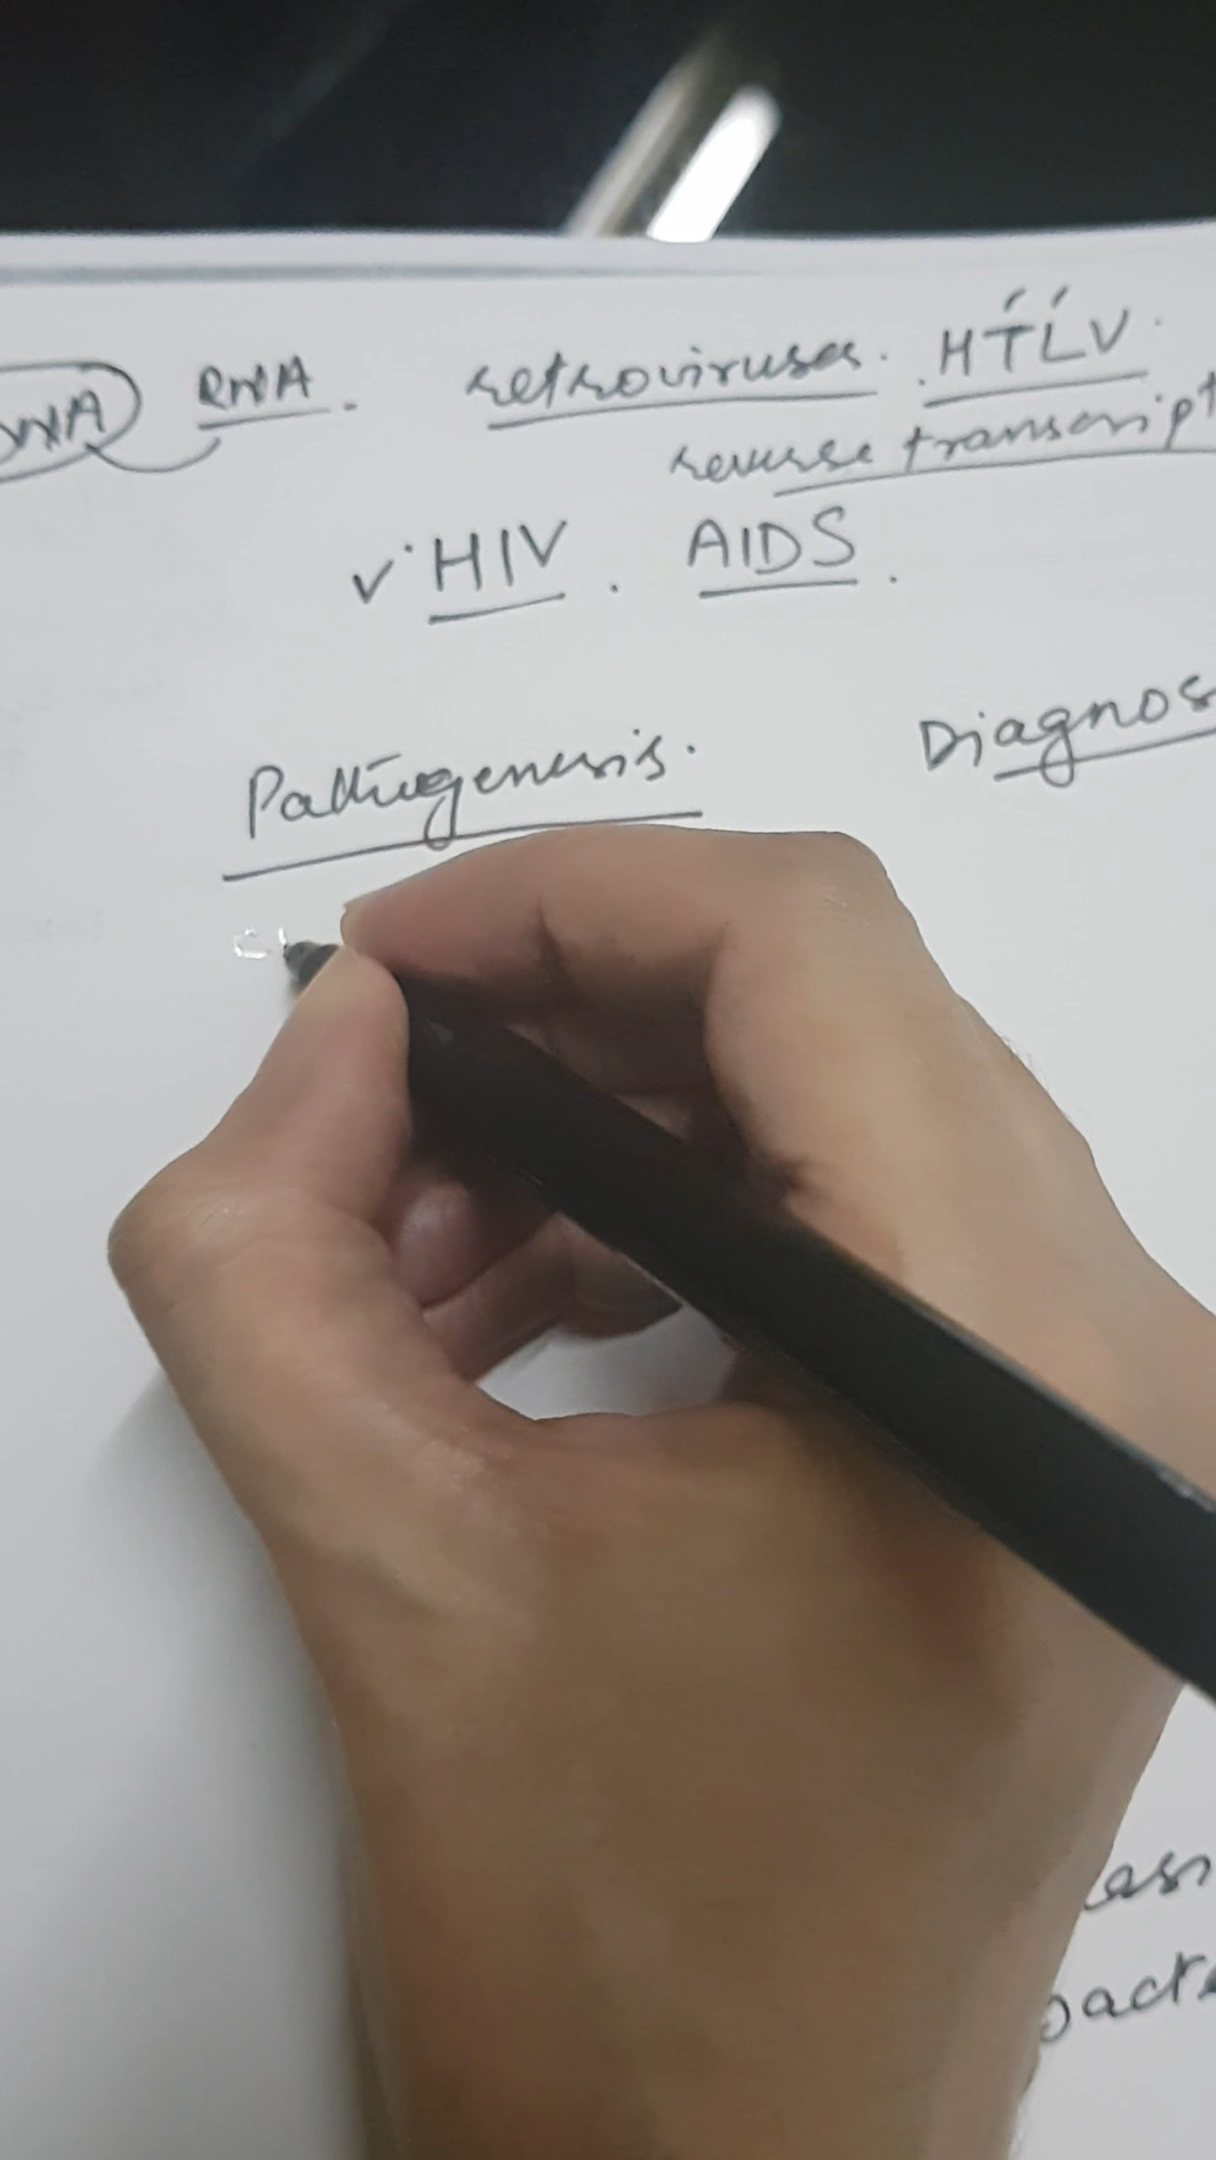 RNA. retroviruses. HTLV.
reverse transcript
✓ HIV. AIDS.
Pathogenesis. Diagnos